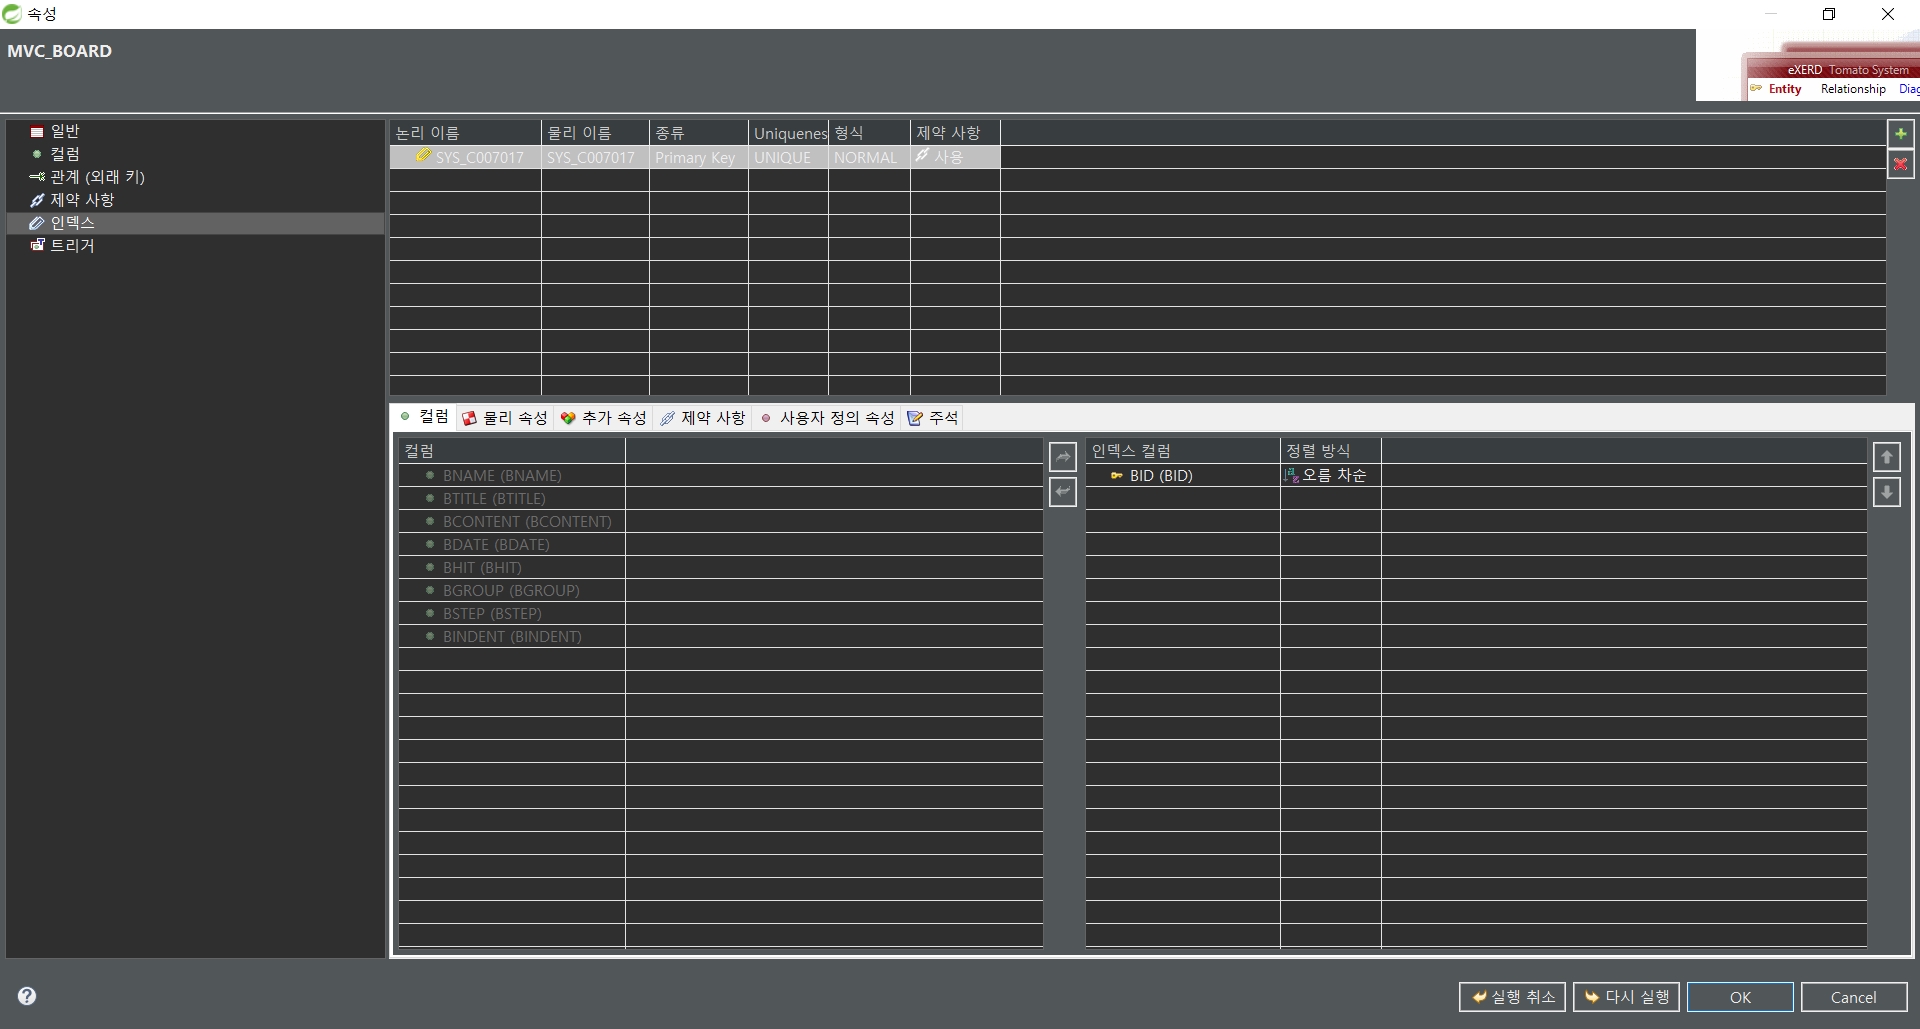 속성
MVC_BOARD
eXERD Tomato System
Entity Relationship
일반
컬럼
관계 (외래 키)
제약 사항
인덱스
트리거
논리 이름 물리 이름 종류 Uniquenes 형식 제약 사항
SYS_C007017 SYS_C007017 Primary Key UNIQUE NORMAL 사용
컬럼 물리 속성 추가 속성 제약 사항 사용자 정의 속성 주석
컬럼
BNAME (BNAME)
BTITLE (BTITLE)
BCONTENT (BCONTENT)
BDATE (BDATE)
BHIT (BHIT)
BGROUP (BGROUP)
BSTEP (BSTEP)
BINDENT (BINDENT)
인덱스 컬럼 정렬 방식
BID (BID) 오름 차순
실행 취소 다시 실행 OK Cancel